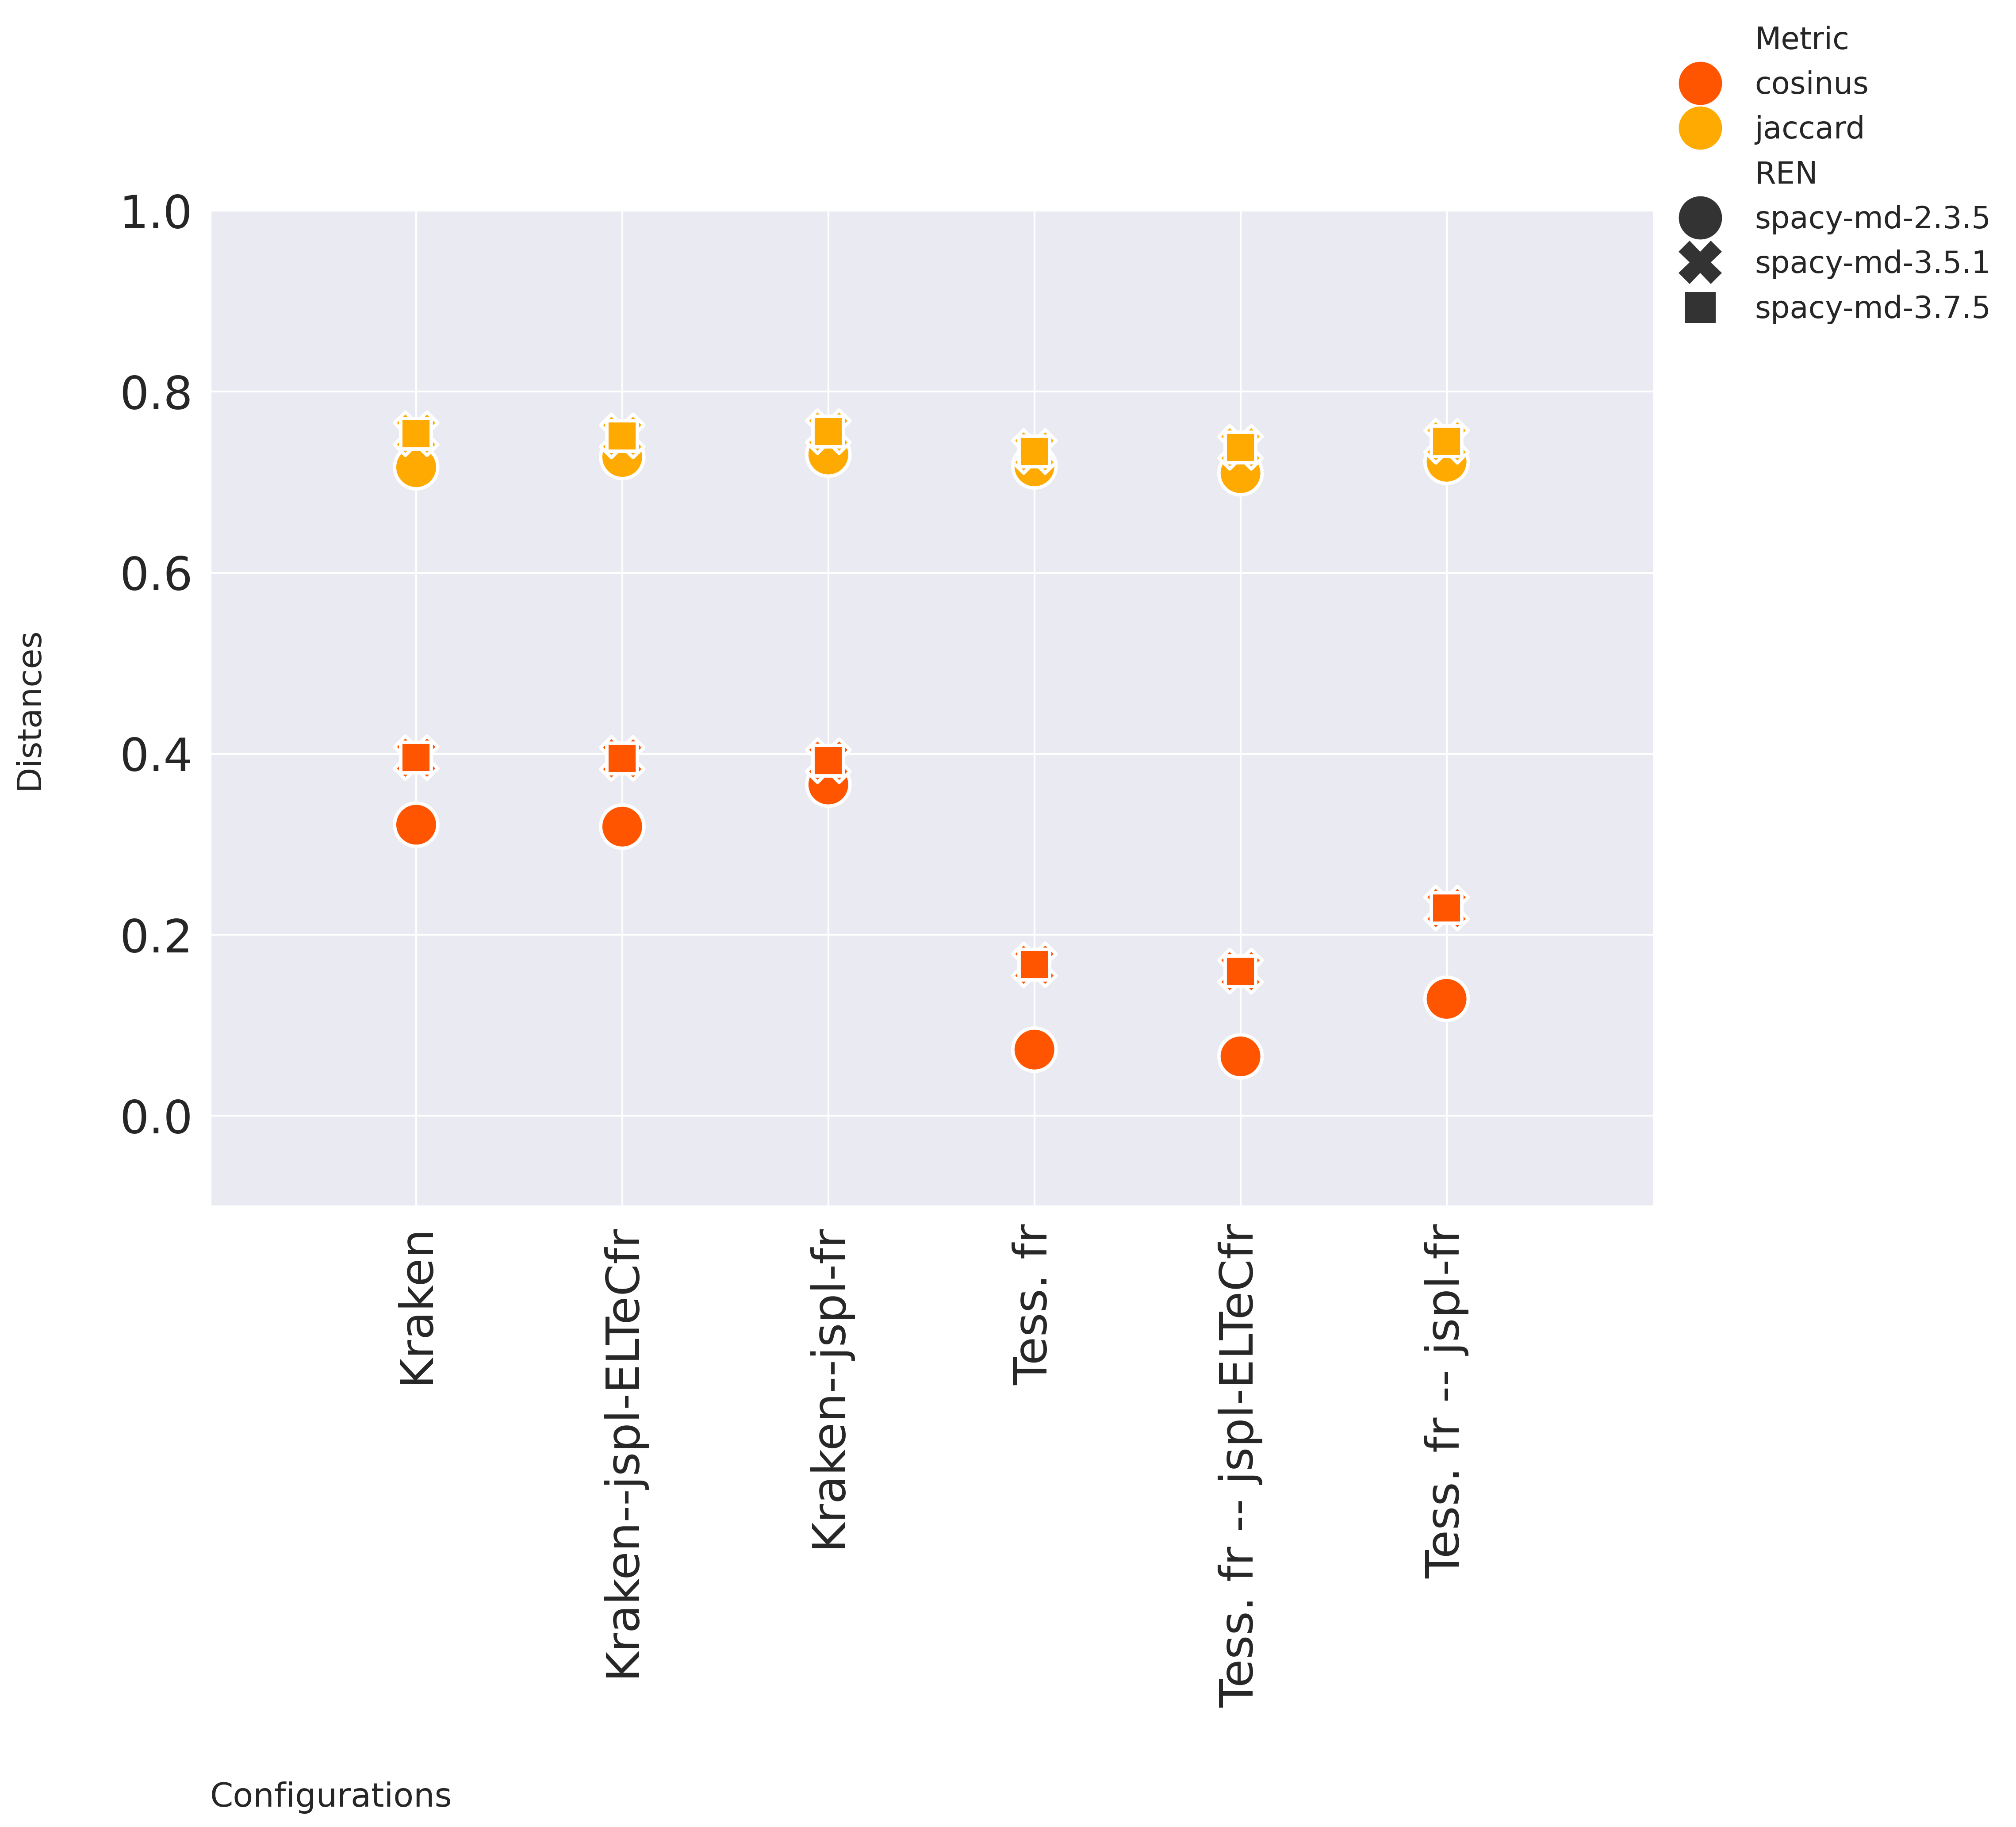 Metric
cosinus
jaccard
REN
spacy-md-2.3.5
spacy-md-3.5.1
spacy-md-3.7.5
1.0
0.8
0.6
0.4
0.2
0.0
Distances
Kraken
Kraken--jspl-ELTeCfr
Kraken--jspl-fr
Tess. fr
Tess. fr -- jspl-ELTeCfr
Tess. fr -- jspl-fr
Configurations